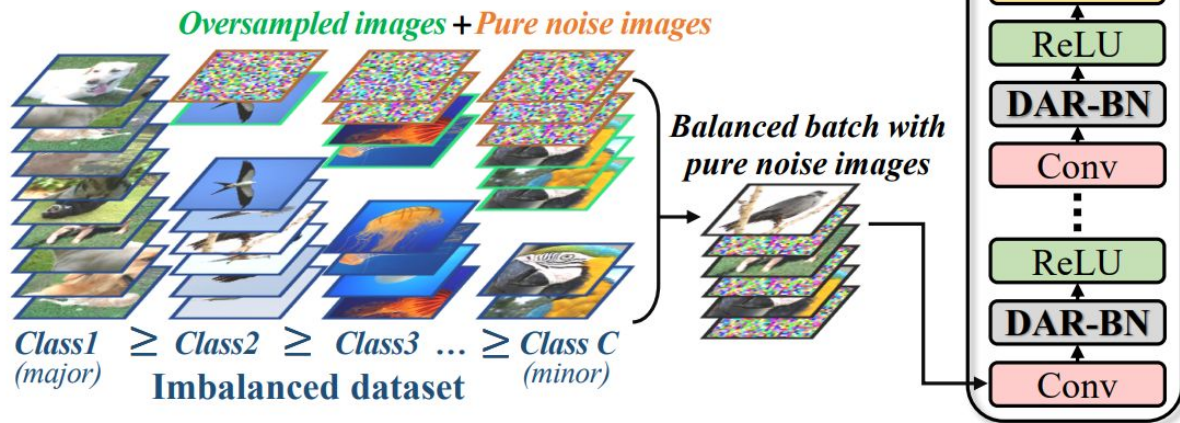 Oversampled images + Pure noise images
Balanced batch with
pure noise images
Class1 ≥ Class2 ≥ Class3 ... ≥ Class C
(major) (minor)
Imbalanced dataset
ReLU
DAR-BN
Conv
ReLU
DAR-BN
Conv